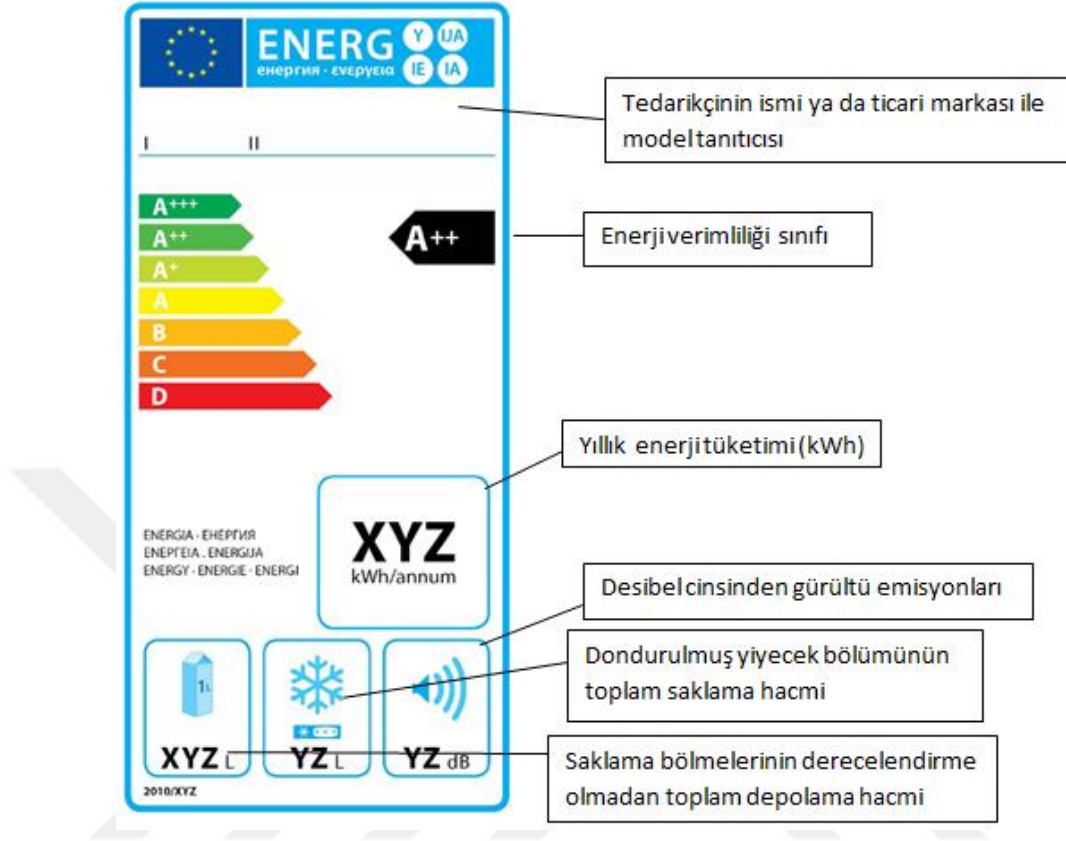 ENERG Y IJA
енергия · ενεργεια IE IA
Tedarikçinin ismi ya da ticari markası ile
model tanıtıcısı
I II
A+++
A++
A+
A
B
C
D
A++
Enerji verimliliği sınıfı
Yıllık enerji tüketimi (kWh)
ENERGIA · ЕНЕРГИЯ
ΕΝΕΡΓΕΙΑ . ENERGIJA
ENERGY · ENERGIE · ENERGI
XYZ
kWh/annum
Desibel cinsinden gürültü emisyonları
Dondurulmuş yiyecek bölümünün
toplam saklama hacmi
Saklama bölmelerinin derecelendirme
olmadan toplam depolama hacmi
1L
XYZ L
YZ L
YZ dB
2010/XYZ